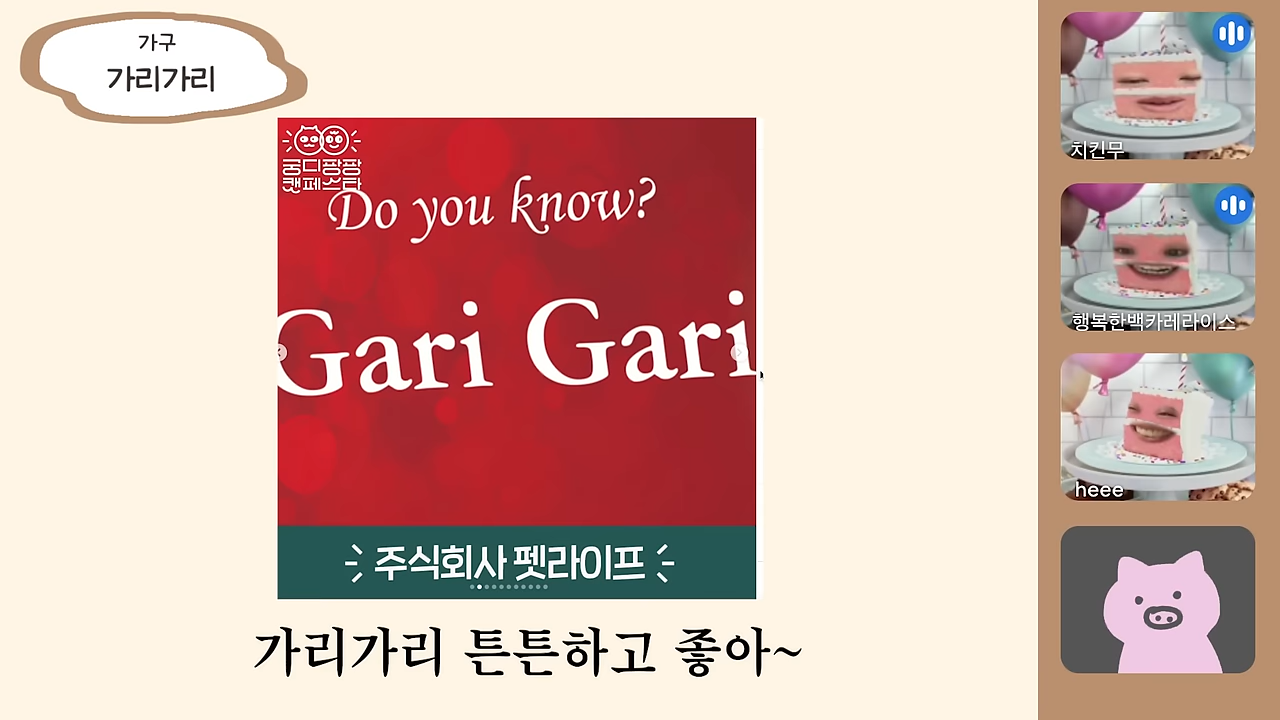 가구
가리가리
궁디팡팡
캣페스타
Do you know?
Gari Gari
주식회사 펫라이프
가리가리 튼튼하고 좋아~
치킨무
행복한백카레라이스
heee